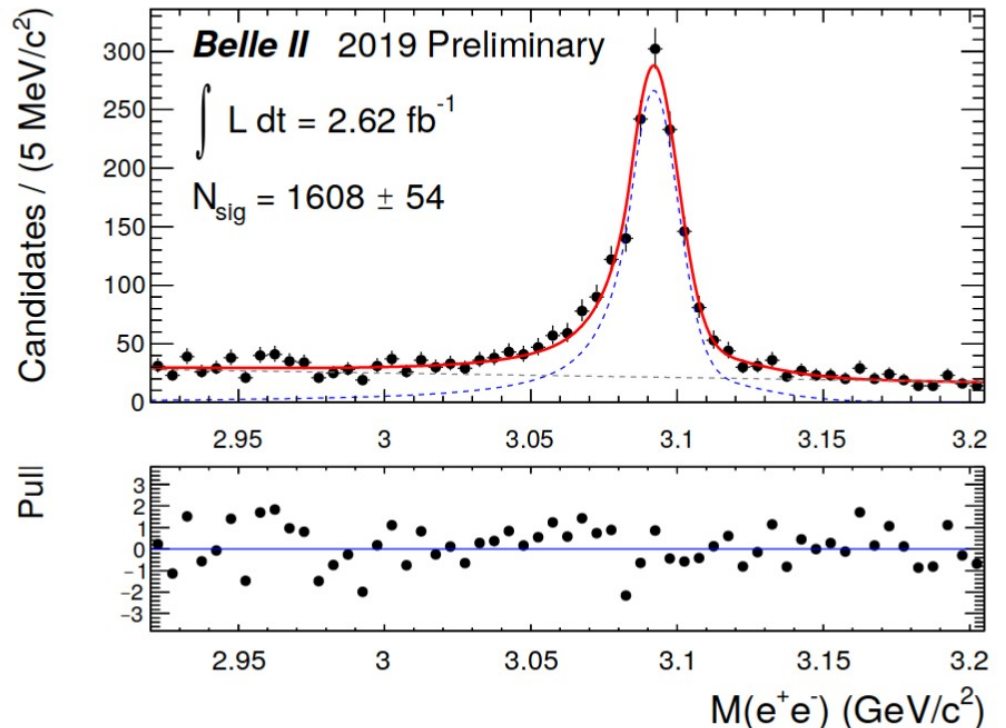 Belle II 2019 Preliminary
∫ L dt = 2.62 fb⁻¹
N_sig = 1608 ± 54
Candidates / (5 MeV/c²)
300
250
200
150
100
50
0
2.95 3 3.05 3.1 3.15 3.2
Pull
3
2
1
0
−1
−2
−3
2.95 3 3.05 3.1 3.15 3.2
M(e⁺e⁻) (GeV/c²)